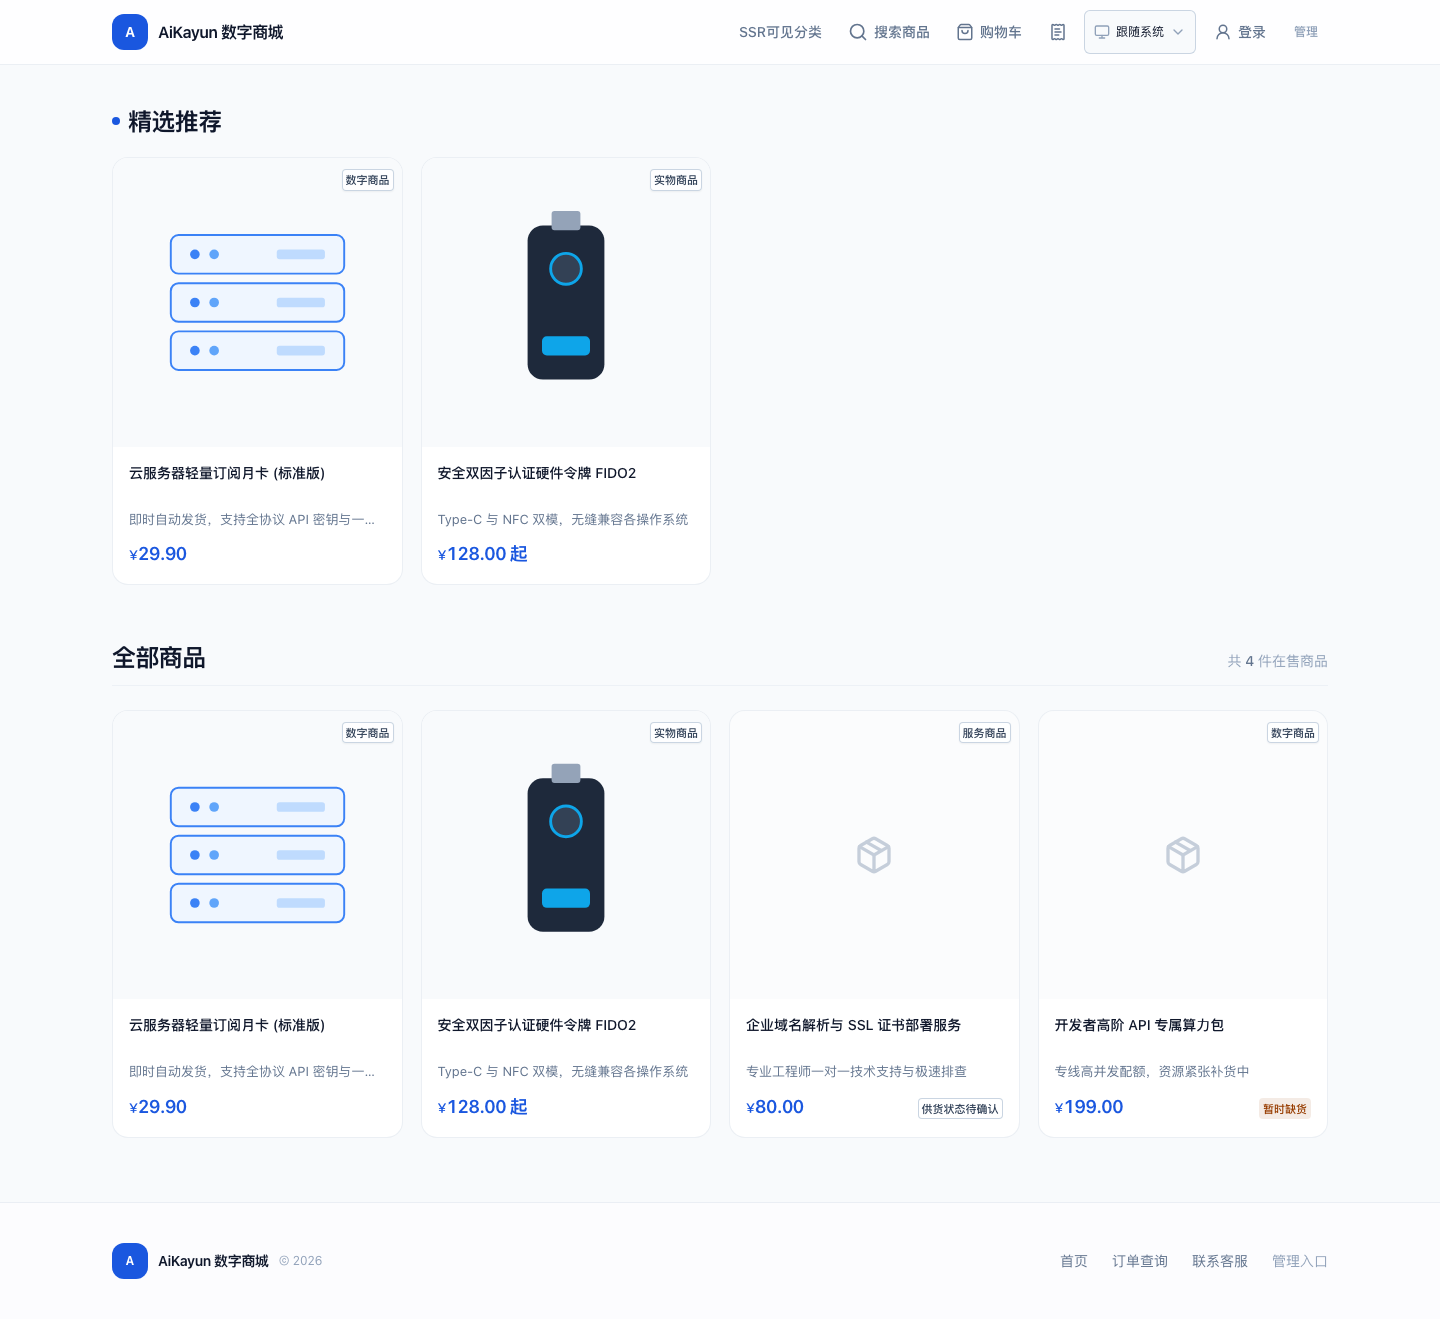 A
AiKayun 数字商城
SSR可见分类
搜索商品
购物车
跟随系统
登录
管理
精选推荐
数字商品
实物商品
云服务器轻量订阅月卡 (标准版)
安全双因子认证硬件令牌 FIDO2
即时自动发货，支持全协议 API 密钥与一...
Type-C 与 NFC 双模，无缝兼容各操作系统
¥29.90
¥128.00 起
全部商品
共 4 件在售商品
数字商品
实物商品
服务商品
数字商品
云服务器轻量订阅月卡 (标准版)
安全双因子认证硬件令牌 FIDO2
企业域名解析与 SSL 证书部署服务
开发者高阶 API 专属算力包
即时自动发货，支持全协议 API 密钥与一...
Type-C 与 NFC 双模，无缝兼容各操作系统
专业工程师一对一技术支持与极速排查
专线高并发配额，资源紧张补货中
¥29.90
¥128.00 起
¥80.00
供货状态待确认
¥199.00
暂时缺货
A
AiKayun 数字商城
© 2026
首页
订单查询
联系客服
管理入口